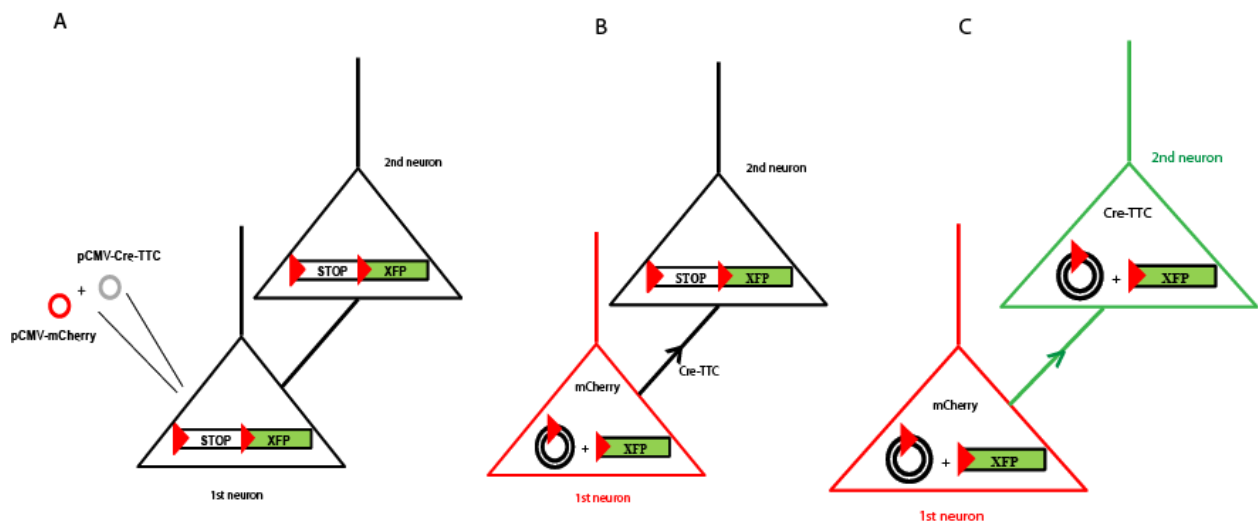 A
2nd neuron
STOP XFP
pCMV-Cre-TTC
+
pCMV-mCherry
STOP XFP
1st neuron
B
2nd neuron
STOP XFP
Cre-TTC
mCherry
+ XFP
1st neuron
C
2nd neuron
Cre-TTC
+ XFP
mCherry
+ XFP
1st neuron